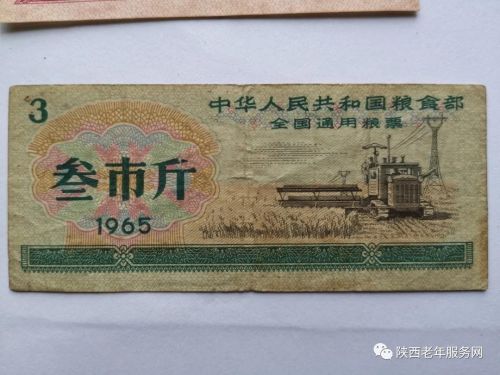 3
中华人民共和国粮食部
全国通用粮票
叁市斤
1965
陕西老年服务网